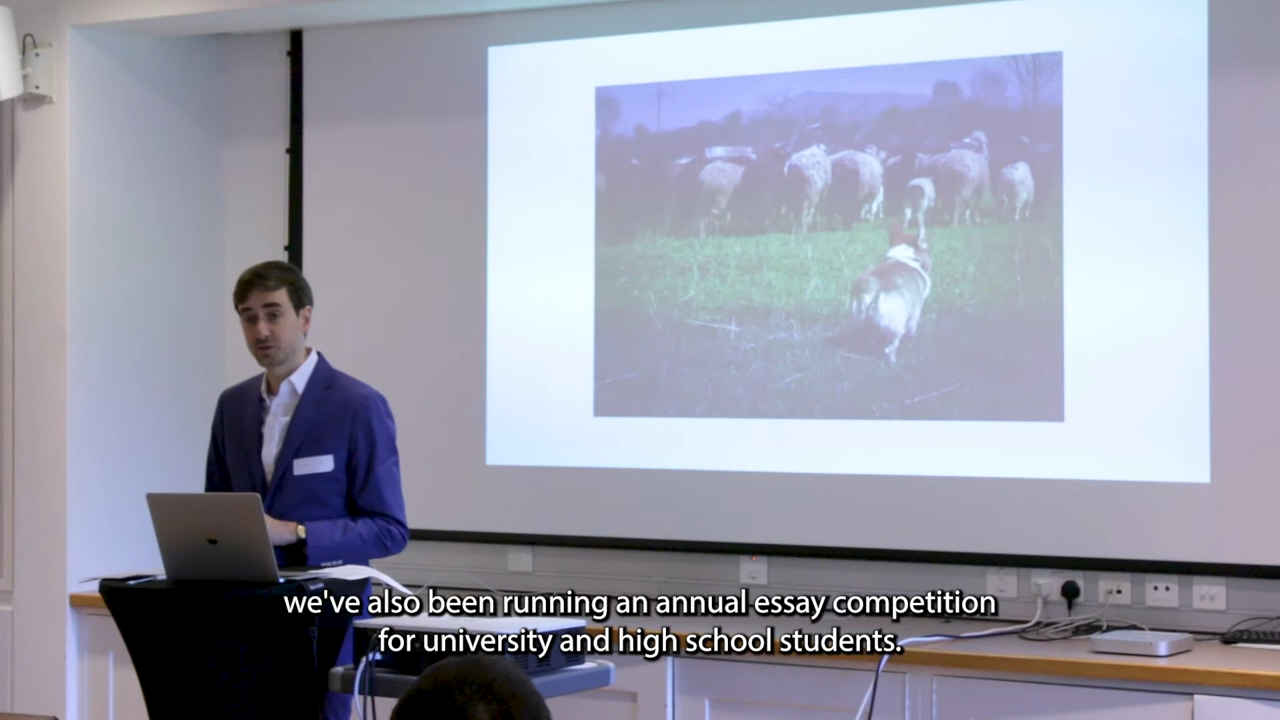 we've also been running an annual essay competition
for university and high school students.